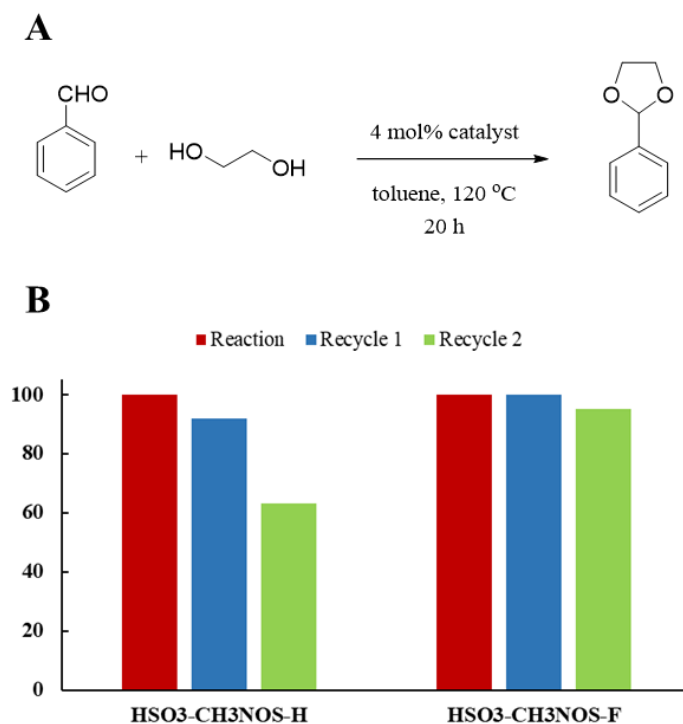 A
CHO
+
HO
OH
4 mol% catalyst
toluene, 120 °C
20 h
O
O
B
Reaction Recycle 1 Recycle 2
100
80
60
40
20
0
HSO3-CH3NOS-H HSO3-CH3NOS-F